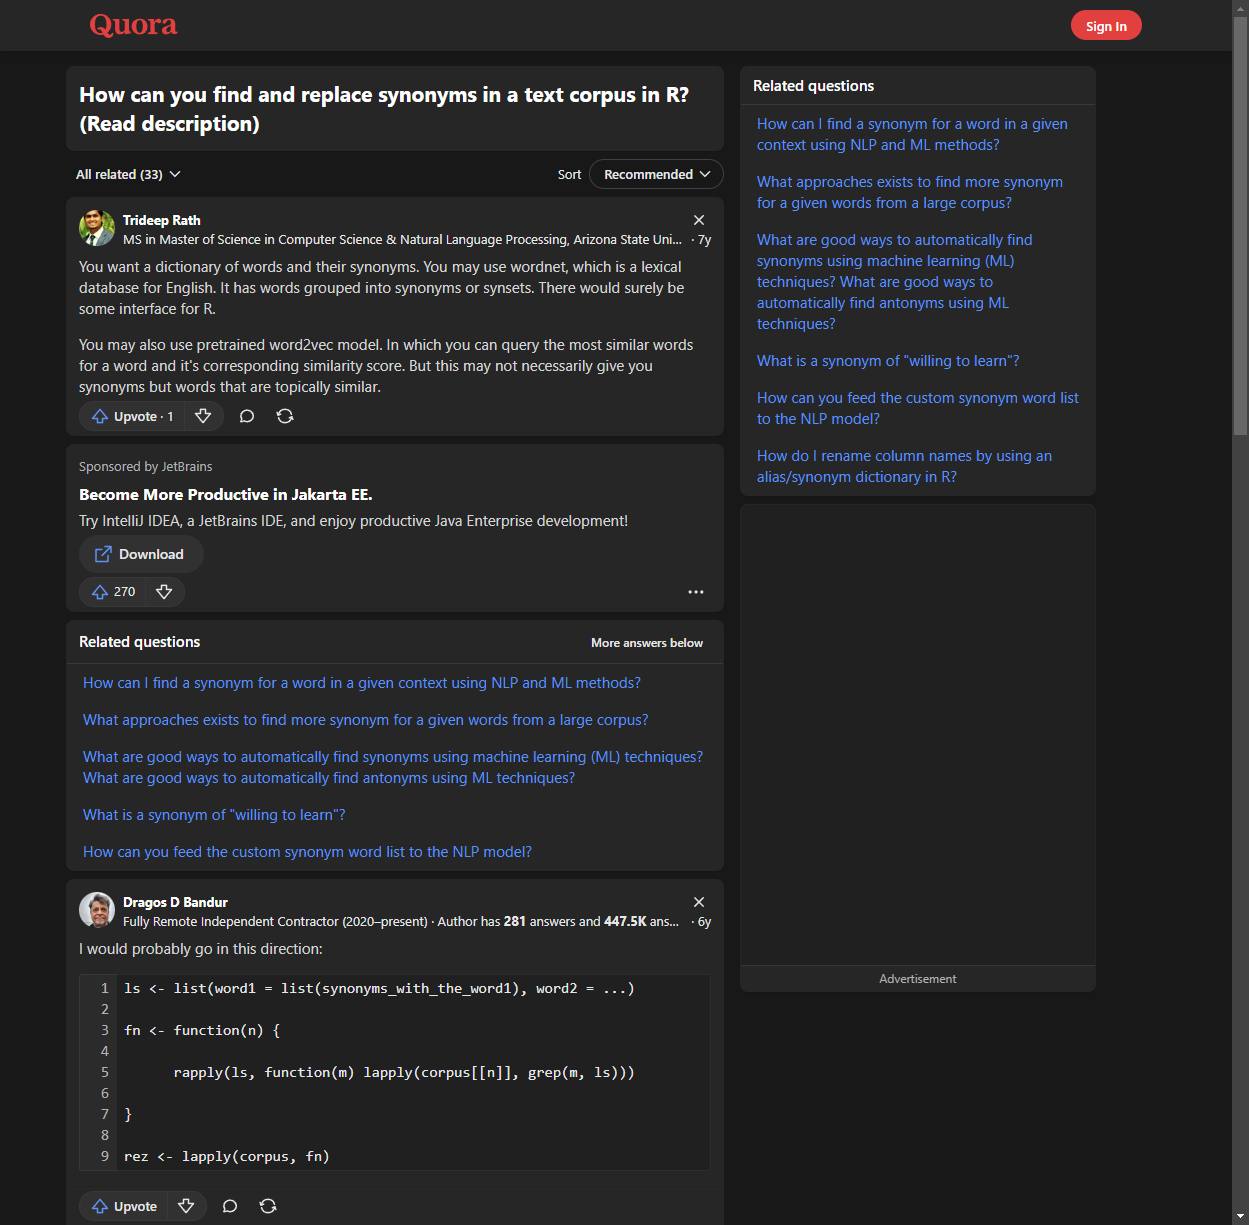 Quora
Sign In
How can you find and replace synonyms in a text corpus in R?
(Read description)
All related (33)
Sort
Recommended
Trideep Rath
MS in Master of Science in Computer Science & Natural Language Processing, Arizona State Uni... · 7y
You want a dictionary of words and their synonyms. You may use wordnet, which is a lexical
database for English. It has words grouped into synonyms or synsets. There would surely be
some interface for R.
You may also use pretrained word2vec model. In which you can query the most similar words
for a word and it's corresponding similarity score. But this may not necessarily give you
synonyms but words that are topically similar.
Upvote · 1
Sponsored by JetBrains
Become More Productive in Jakarta EE.
Try IntelliJ IDEA, a JetBrains IDE, and enjoy productive Java Enterprise development!
Download
270
Related questions
More answers below
How can I find a synonym for a word in a given context using NLP and ML methods?
What approaches exists to find more synonym for a given words from a large corpus?
What are good ways to automatically find synonyms using machine learning (ML) techniques?
What are good ways to automatically find antonyms using ML techniques?
What is a synonym of "willing to learn"?
How can you feed the custom synonym word list to the NLP model?
Dragos D Bandur
Fully Remote Independent Contractor (2020–present) · Author has 281 answers and 447.5K ans... · 6y
I would probably go in this direction:
1 ls <- list(word1 = list(synonyms_with_the_word1), word2 = ...)
2
3 fn <- function(n) {
4
5 rapply(ls, function(m) lapply(corpus[[n]], grep(m, ls)))
6
7 }
8
9 rez <- lapply(corpus, fn)
Upvote
Related questions
How can I find a synonym for a word in a given
context using NLP and ML methods?
What approaches exists to find more synonym
for a given words from a large corpus?
What are good ways to automatically find
synonyms using machine learning (ML)
techniques? What are good ways to
automatically find antonyms using ML
techniques?
What is a synonym of "willing to learn"?
How can you feed the custom synonym word list
to the NLP model?
How do I rename column names by using an
alias/synonym dictionary in R?
Advertisement